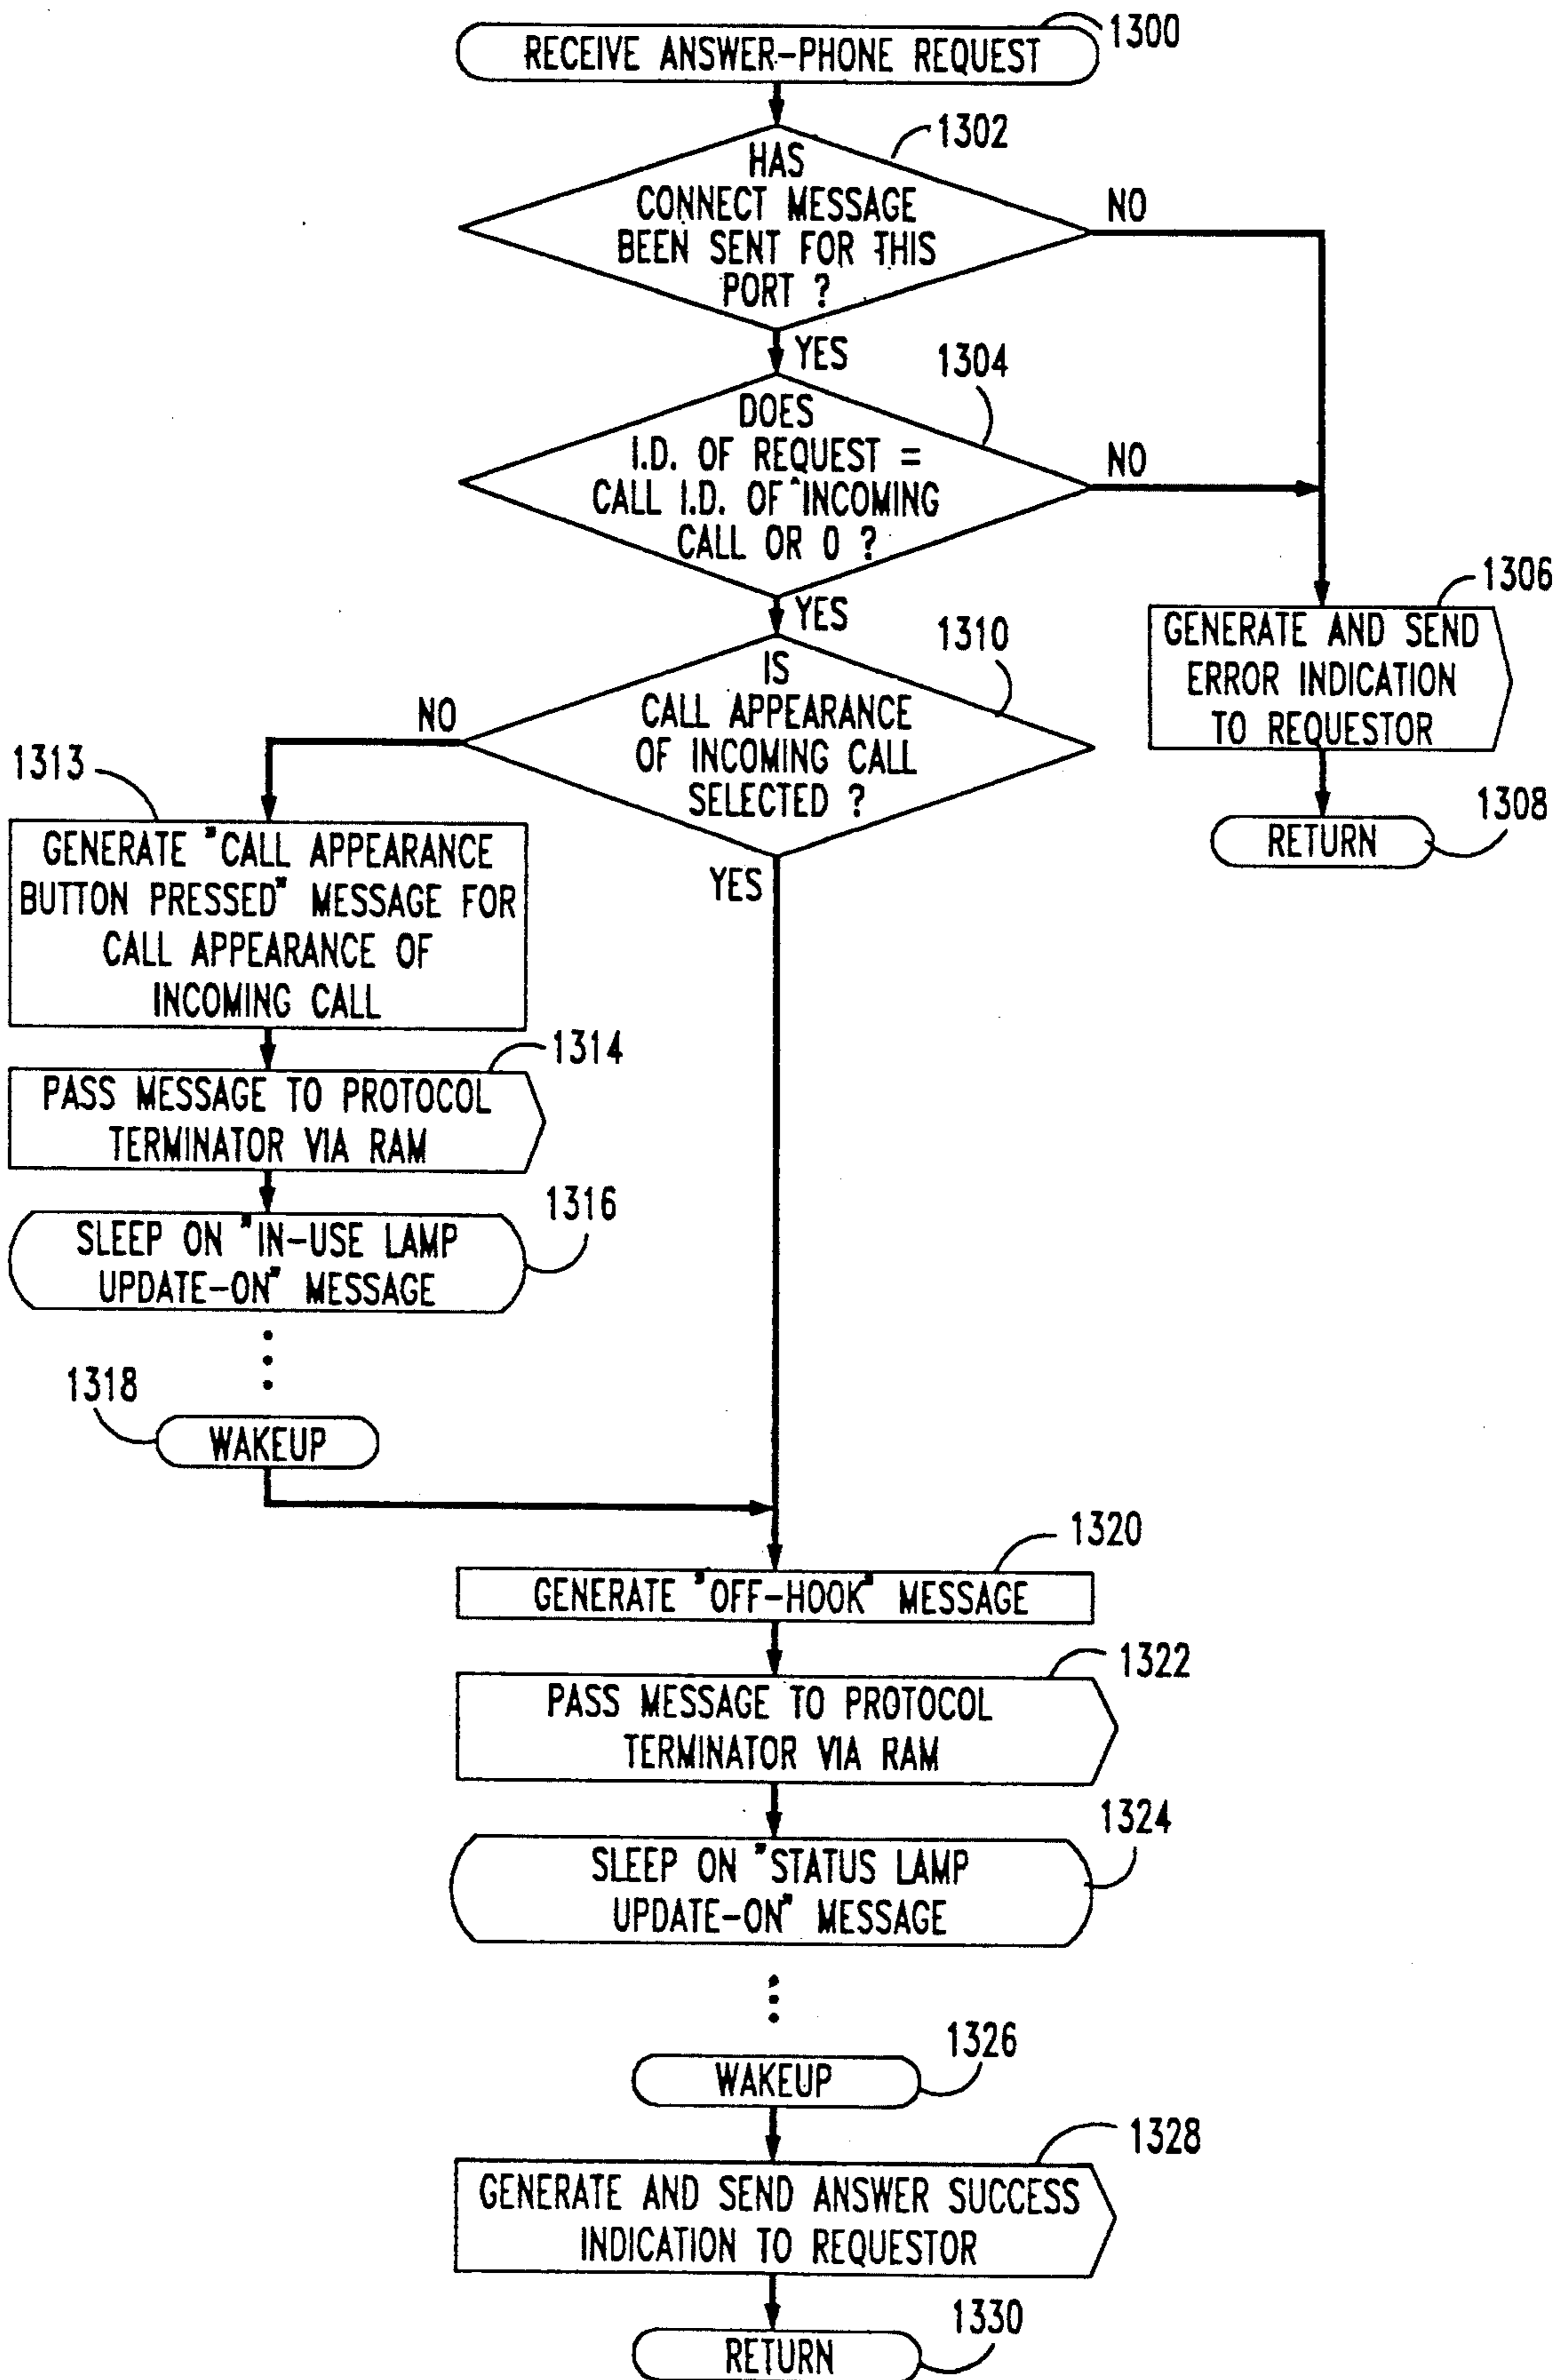 RECEIVE ANSWER-PHONE REQUEST
1300
1302
HAS
CONNECT MESSAGE
BEEN SENT FOR THIS
PORT ?
NO
YES
1304
DOES
I.D. OF REQUEST =
CALL I.D. OF INCOMING
CALL OR 0 ?
NO
YES
1306
GENERATE AND SEND
ERROR INDICATION
TO REQUESTOR
1308
RETURN
1310
IS
CALL APPEARANCE
OF INCOMING CALL
SELECTED ?
NO
YES
1313
GENERATE "CALL APPEARANCE
BUTTON PRESSED" MESSAGE FOR
CALL APPEARANCE OF
INCOMING CALL
1314
PASS MESSAGE TO PROTOCOL
TERMINATOR VIA RAM
1316
SLEEP ON "IN-USE LAMP
UPDATE-ON" MESSAGE
1318
WAKEUP
1320
GENERATE "OFF-HOOK" MESSAGE
1322
PASS MESSAGE TO PROTOCOL
TERMINATOR VIA RAM
1324
SLEEP ON "STATUS LAMP
UPDATE-ON" MESSAGE
1326
WAKEUP
1328
GENERATE AND SEND ANSWER SUCCESS
INDICATION TO REQUESTOR
1330
RETURN